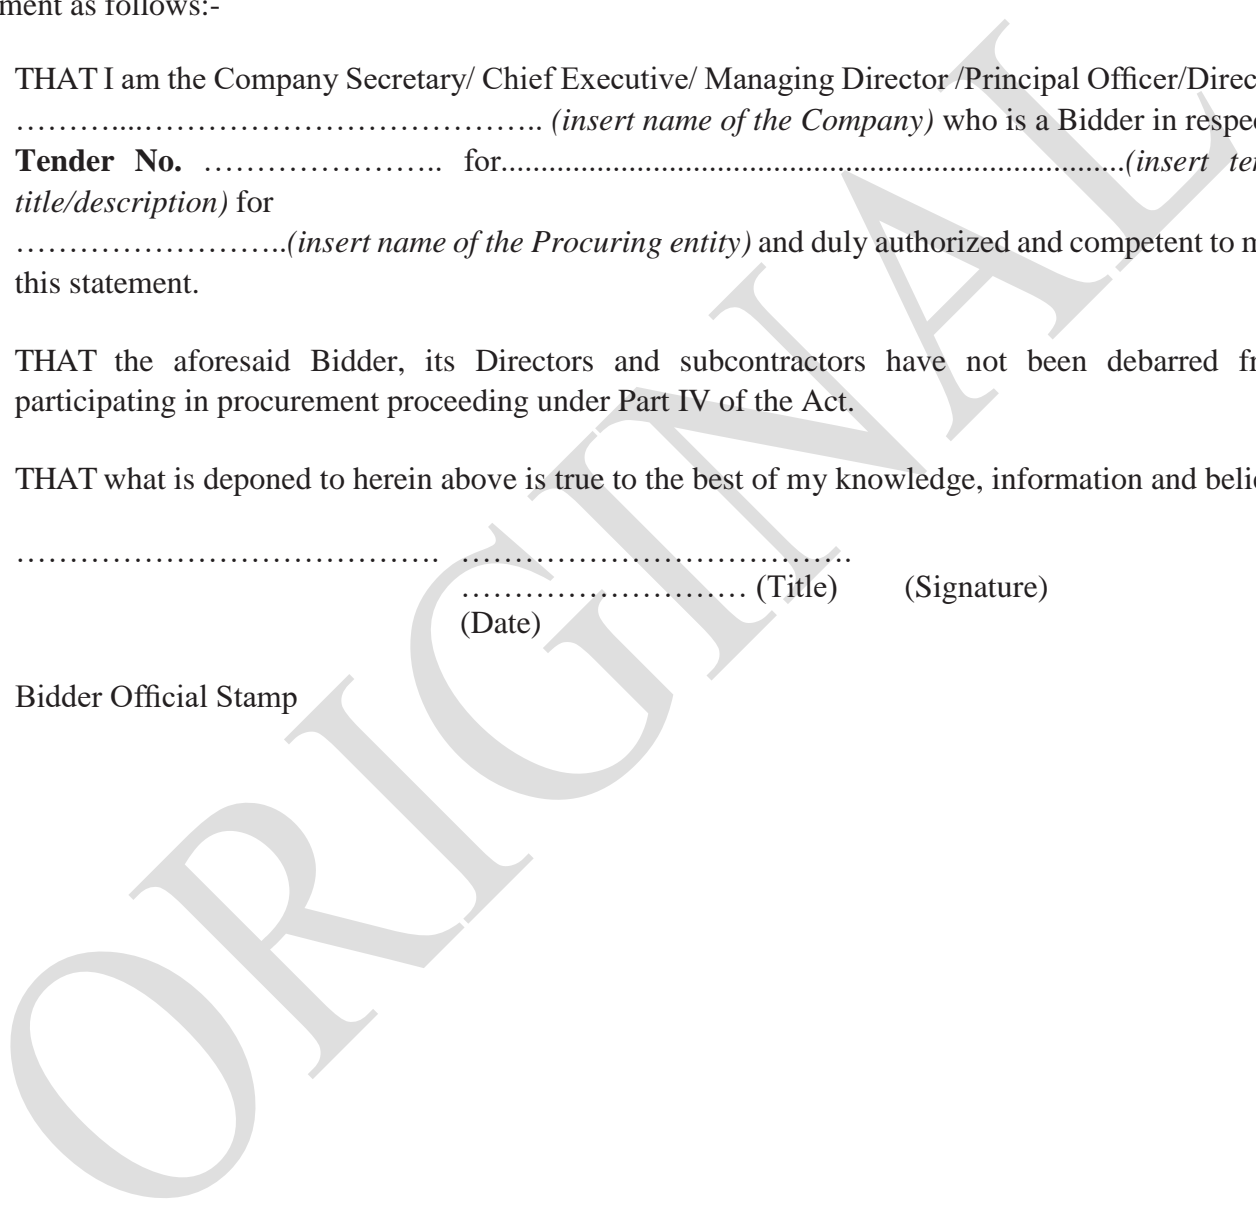 ment as follows:-
THAT I am the Company Secretary/ Chief Executive/ Managing Director /Principal Officer/Direc
………...……………………………….. (insert name of the Company) who is a Bidder in respe
Tender No. ………………….. for..............................................................................(insert te
title/description) for
……………………..(insert name of the Procuring entity) and duly authorized and competent to m
this statement.
THAT the aforesaid Bidder, its Directors and subcontractors have not been debarred fr
participating in procurement proceeding under Part IV of the Act.
THAT what is deponed to herein above is true to the best of my knowledge, information and beli
…………………………………. ……………………………….
……………………… (Title) (Signature)
(Date)
Bidder Official Stamp
ORIGINAL